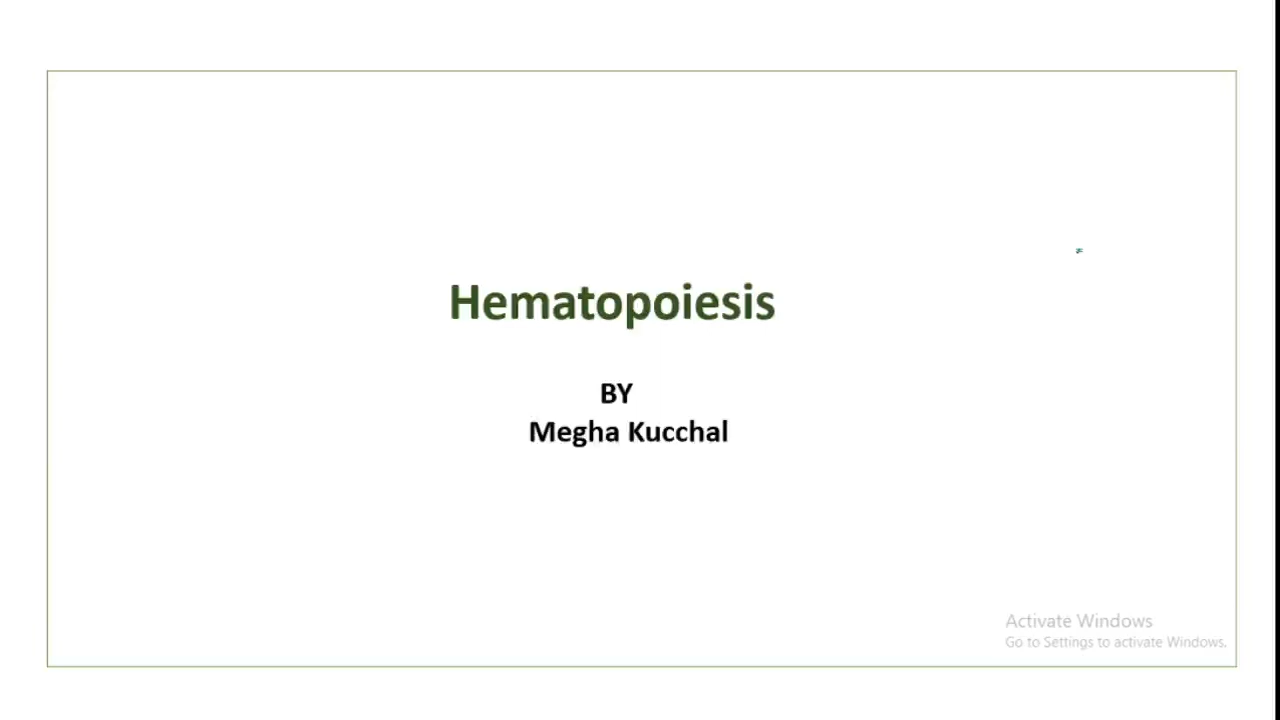 Hematopoiesis
BY
Megha Kucchal
Activate Windows
Go to Settings to activate Windows.